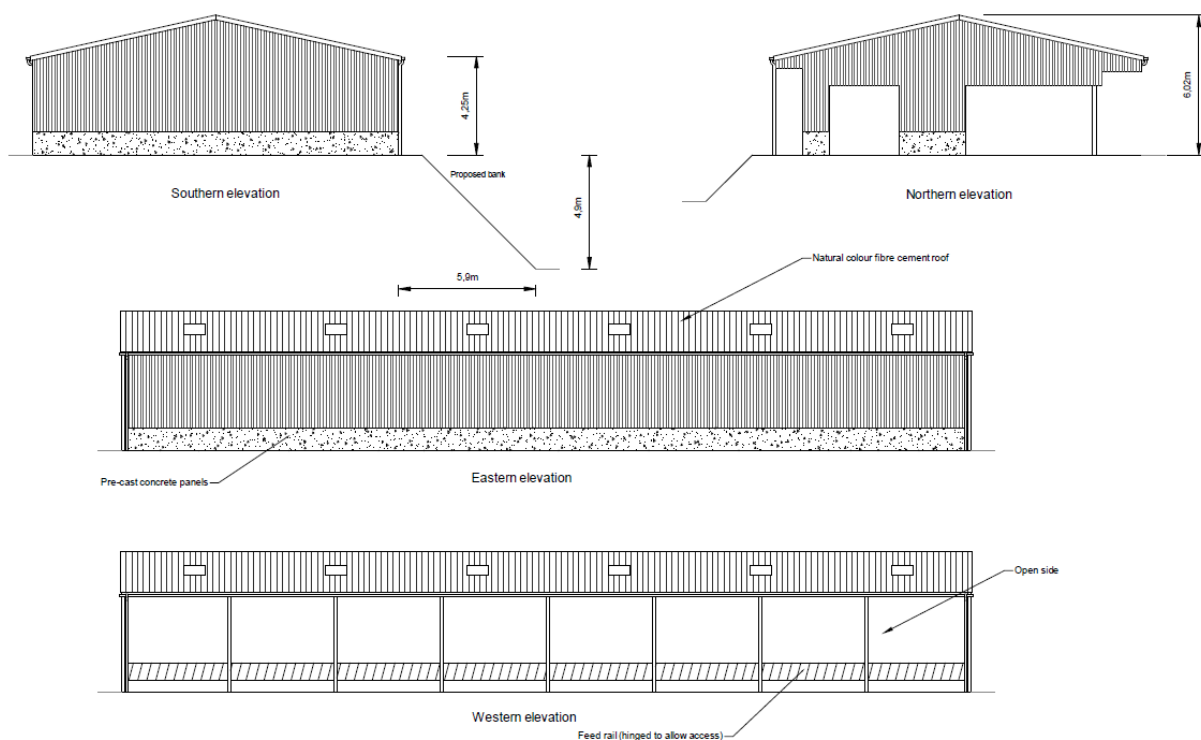 4,25m
6,02m
Proposed bank
Southern elevation
4,9m
Northern elevation
Natural colour fibre cement roof
5,9m
Pre-cast concrete panels
Eastern elevation
Open side
Western elevation
Feed rail (hinged to allow access)